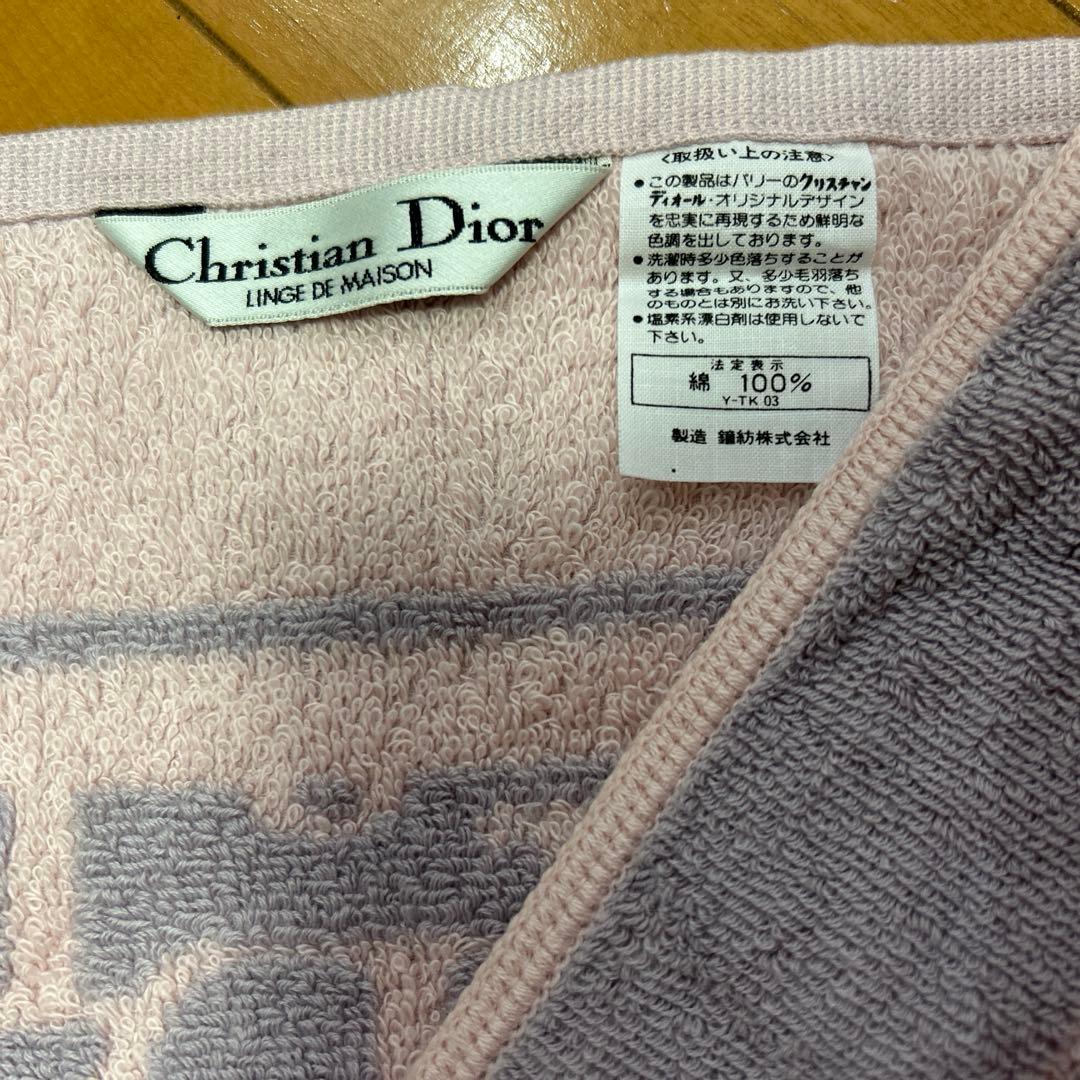 Christian Dior
LINGE DE MAISON
〈取扱い上の注意〉
●この製品はパリーのクリスチャン
ディオール・オリジナルデザイン
を忠実に再現するため鮮明な
色調を出しております。
●洗濯時多少色落ちすることが
あります。又、多少毛羽落ち
する場合もありますので、他
のものとは別にお洗い下さい。
●塩素系漂白剤は使用しないで
下さい。
法定表示
綿 100%
Y-TK 03
製造 鐘紡株式会社